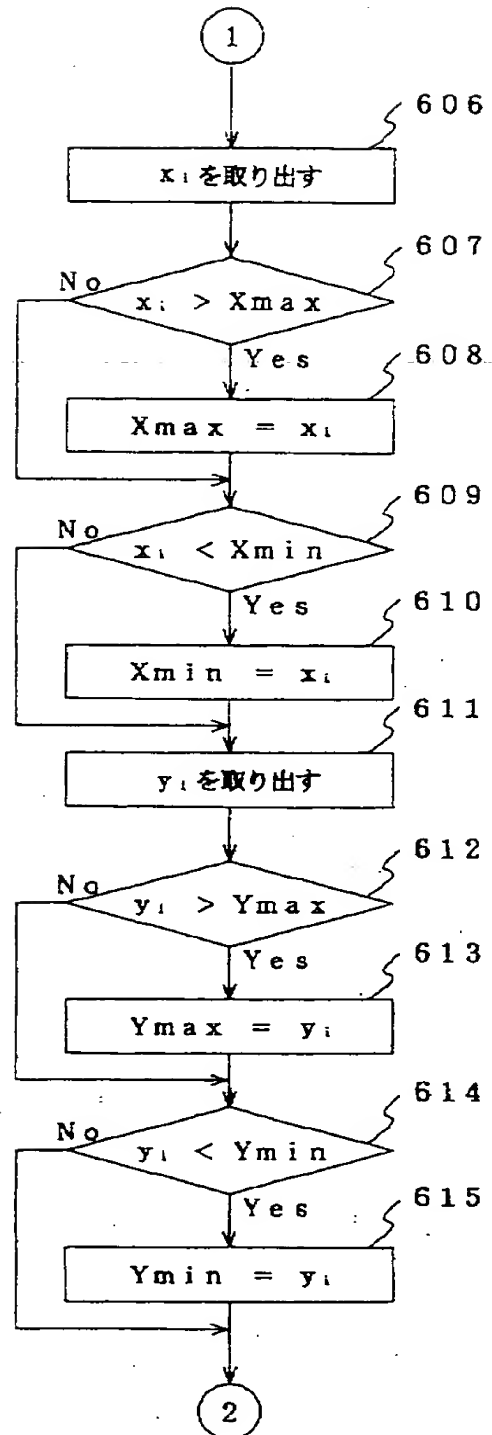 1
606
xiを取り出す
607
No
xi > Xmax
Yes
608
Xmax = xi
609
No
xi < Xmin
Yes
610
Xmin = xi
611
yiを取り出す
612
No
yi > Ymax
Yes
613
Ymax = yi
614
No
yi < Ymin
Yes
615
Ymin = yi
2